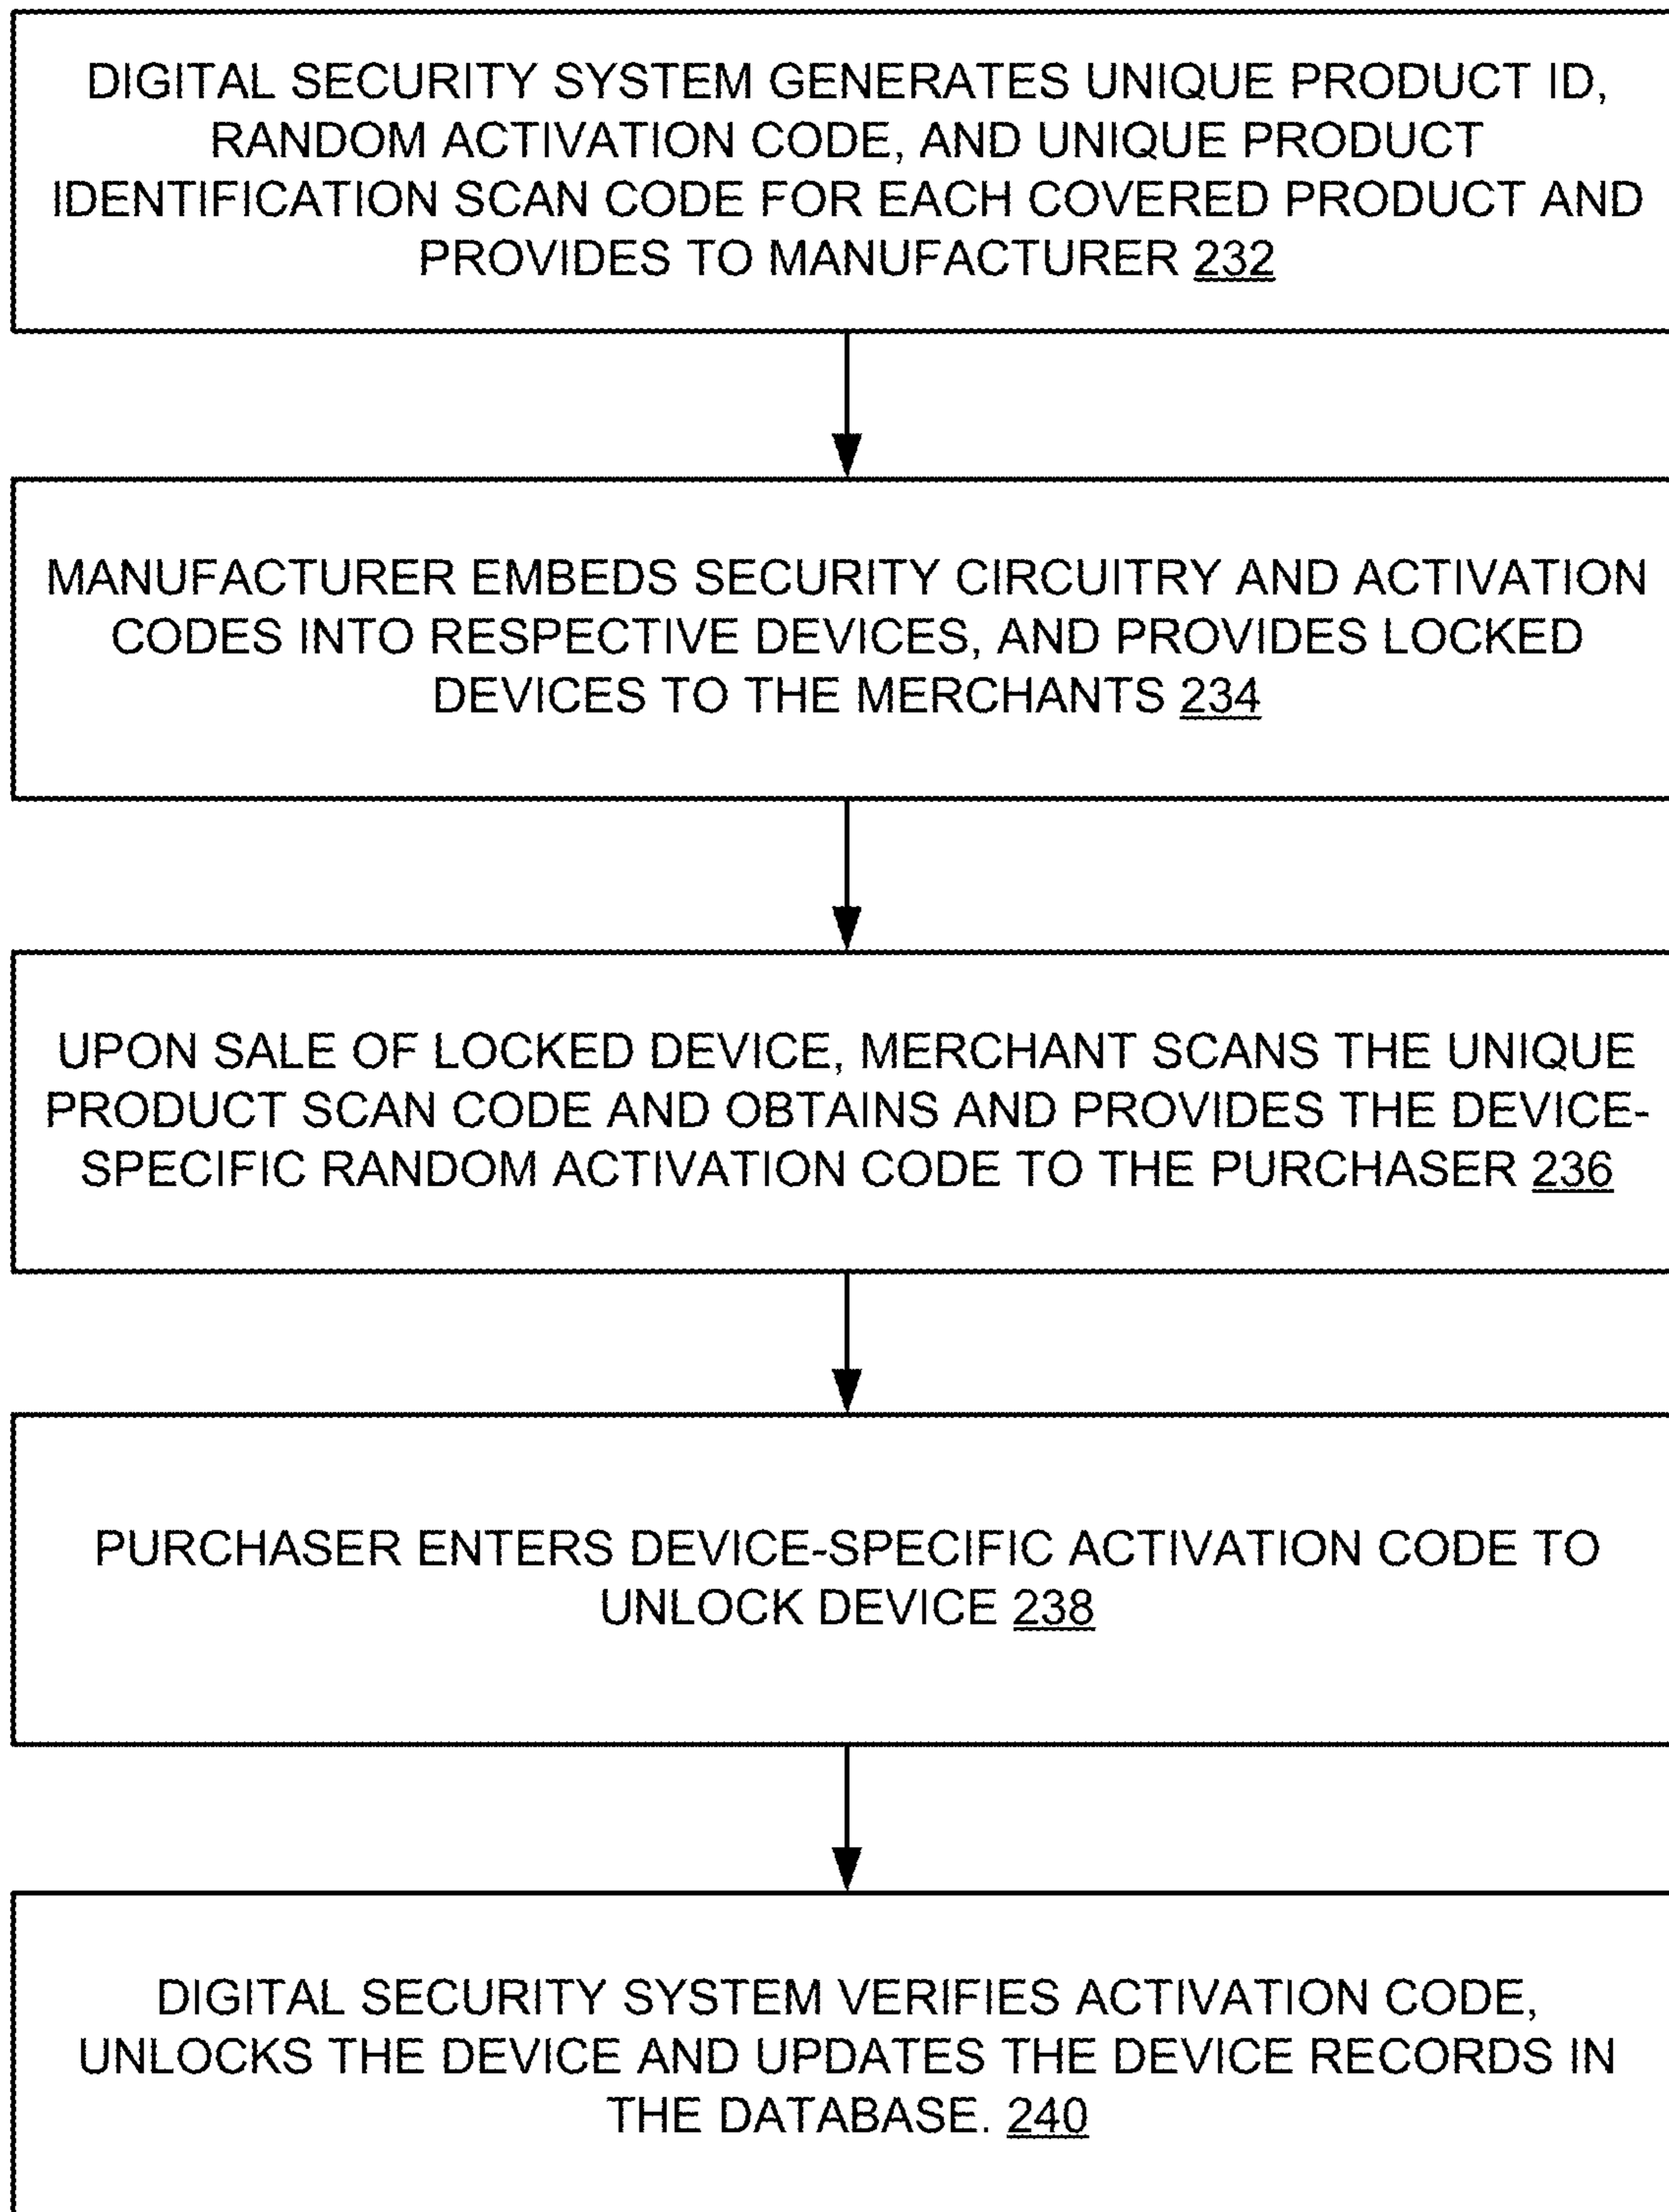 DIGITAL SECURITY SYSTEM GENERATES UNIQUE PRODUCT ID,
RANDOM ACTIVATION CODE, AND UNIQUE PRODUCT
IDENTIFICATION SCAN CODE FOR EACH COVERED PRODUCT AND
PROVIDES TO MANUFACTURER 232
MANUFACTURER EMBEDS SECURITY CIRCUITRY AND ACTIVATION
CODES INTO RESPECTIVE DEVICES, AND PROVIDES LOCKED
DEVICES TO THE MERCHANTS 234
UPON SALE OF LOCKED DEVICE, MERCHANT SCANS THE UNIQUE
PRODUCT SCAN CODE AND OBTAINS AND PROVIDES THE DEVICE-
SPECIFIC RANDOM ACTIVATION CODE TO THE PURCHASER 236
PURCHASER ENTERS DEVICE-SPECIFIC ACTIVATION CODE TO
UNLOCK DEVICE 238
DIGITAL SECURITY SYSTEM VERIFIES ACTIVATION CODE,
UNLOCKS THE DEVICE AND UPDATES THE DEVICE RECORDS IN
THE DATABASE. 240